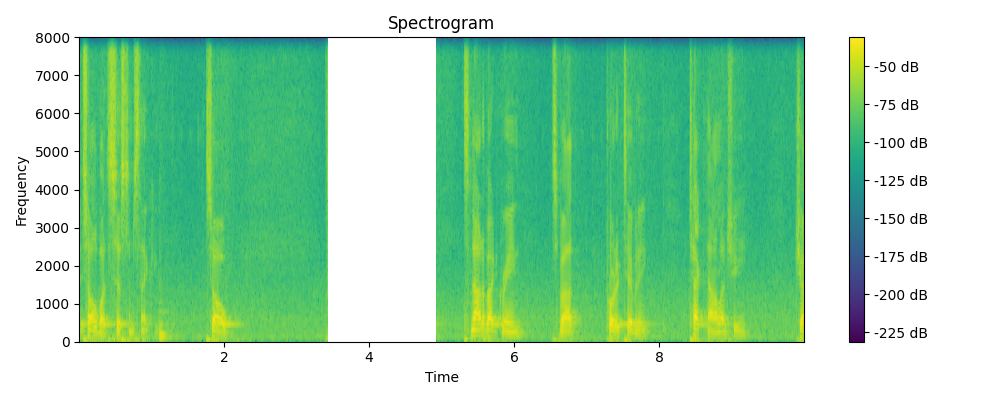 Spectrogram
8000
7000
6000
5000
4000
3000
2000
1000
0
Frequency
2 4 6 8
Time
-50 dB
-75 dB
-100 dB
-125 dB
-150 dB
-175 dB
-200 dB
-225 dB